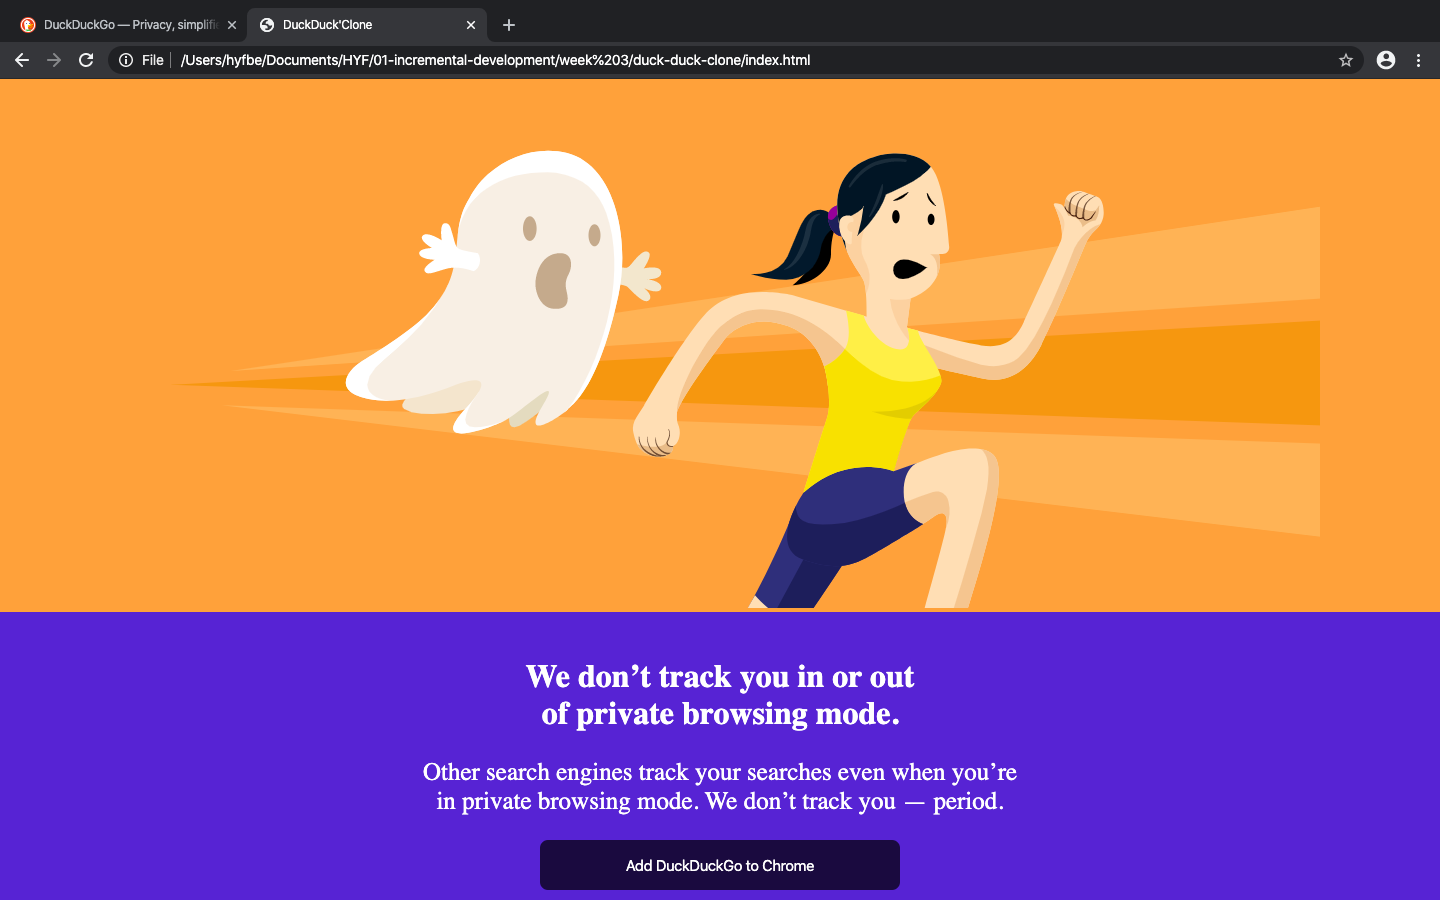 DuckDuckGo — Privacy, simplifie
DuckDuck'Clone
File
/Users/hyfbe/Documents/HYF/01-incremental-development/week%203/duck-duck-clone/index.html
We don’t track you in or out
of private browsing mode.
Other search engines track your searches even when you’re
in private browsing mode. We don’t track you — period.
Add DuckDuckGo to Chrome